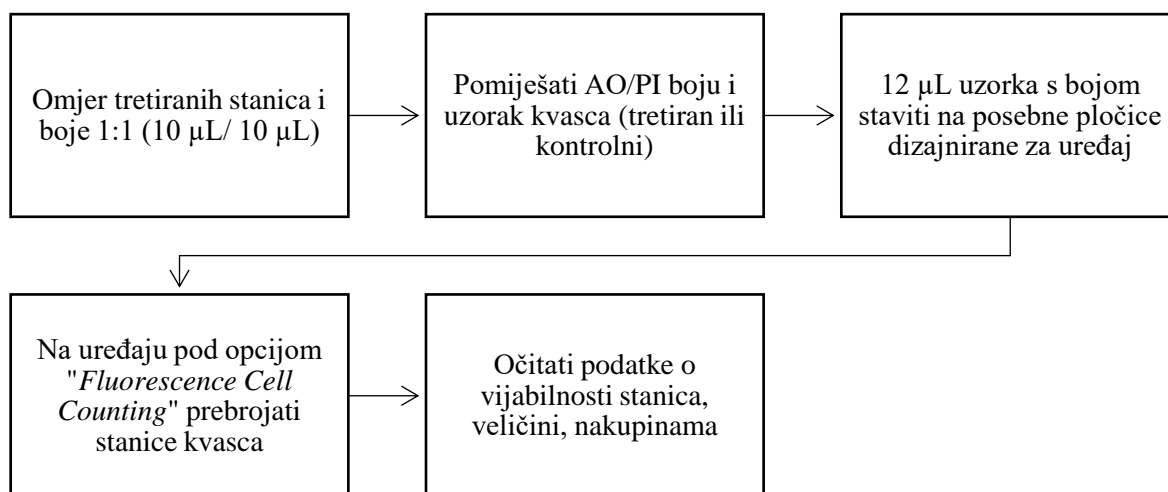 Omjer tretiranih stanica i
boje 1:1 (10 µL/ 10 µL)
Pomiješati AO/PI boju i
uzorak kvasca (tretiran ili
kontrolni)
12 µL uzorka s bojom
staviti na posebne pločice
dizajnirane za uređaj
Na uređaju pod opcijom
"Fluorescence Cell
Counting" prebrojati
stanice kvasca
Očitati podatke o
vijabilnosti stanica,
veličini, nakupinama